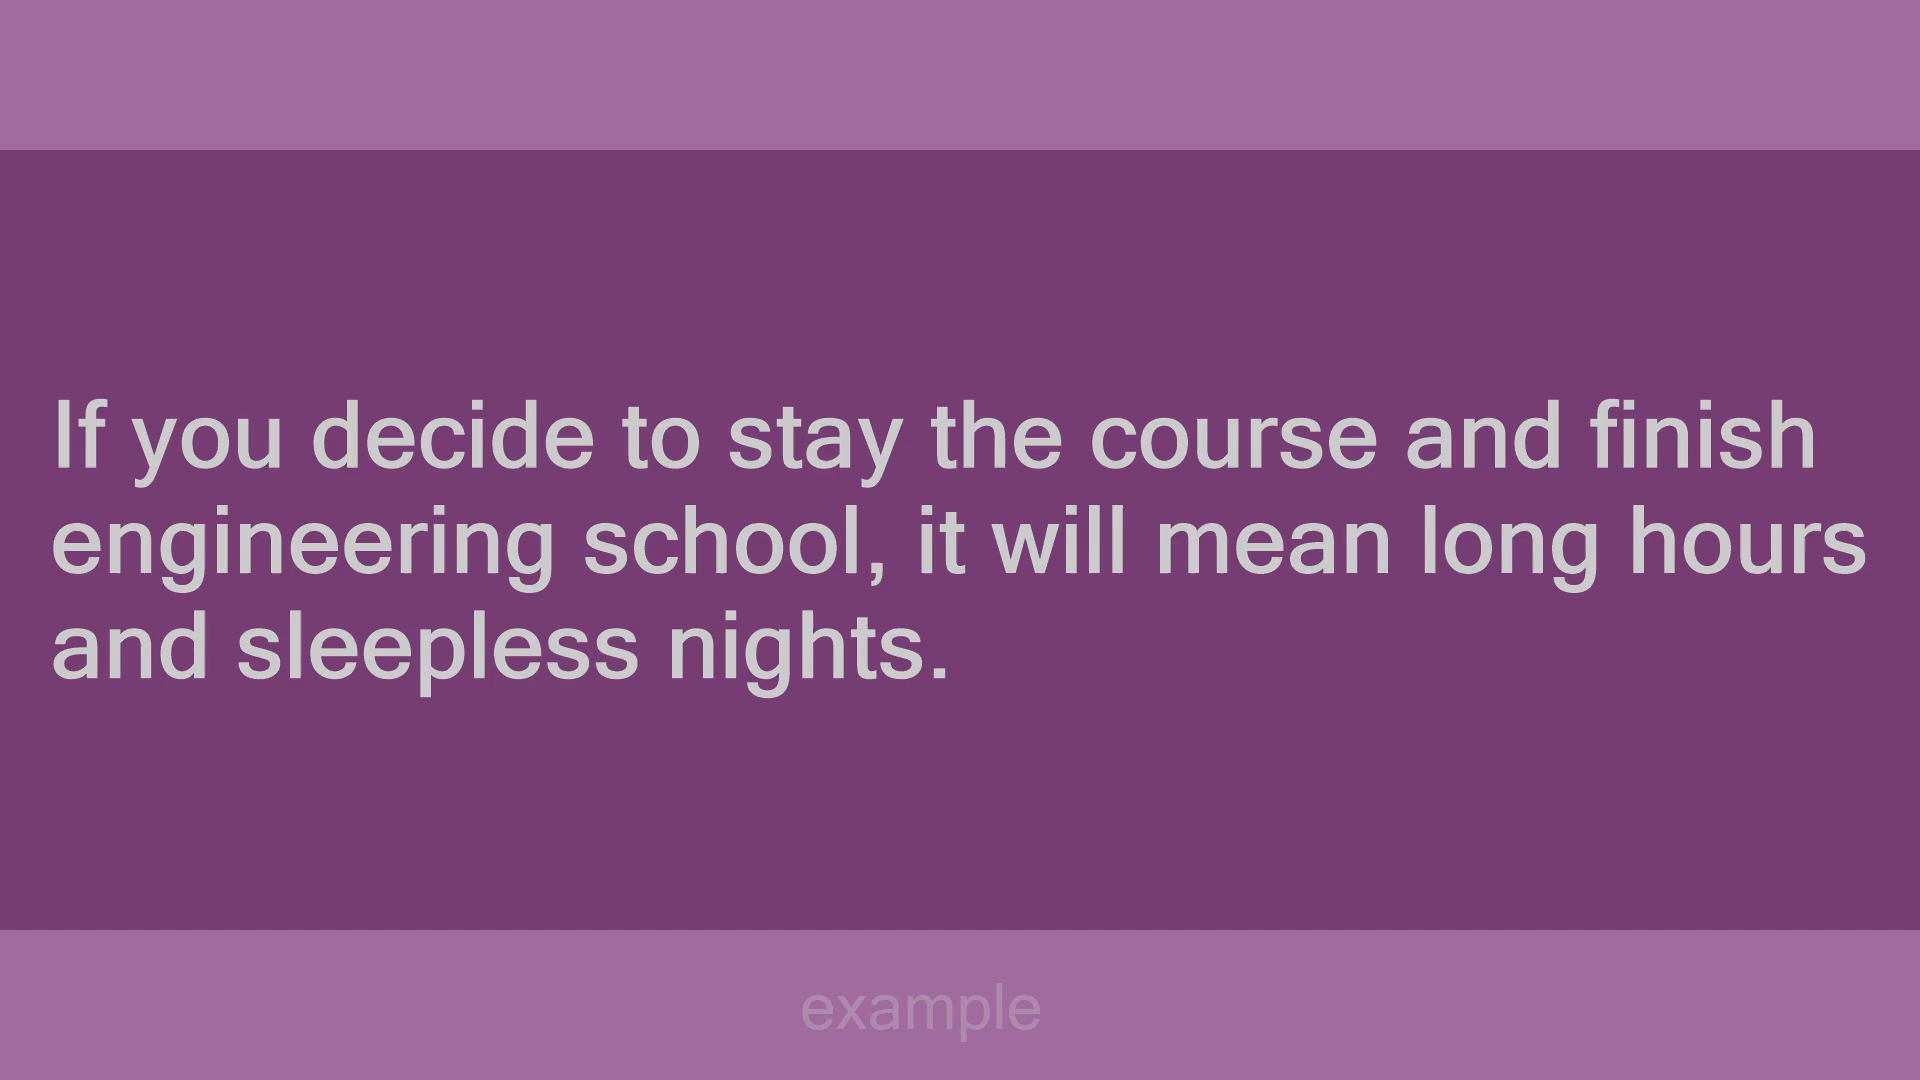 If you decide to stay the course and finish
engineering school, it will mean long hours
and sleepless nights.
example